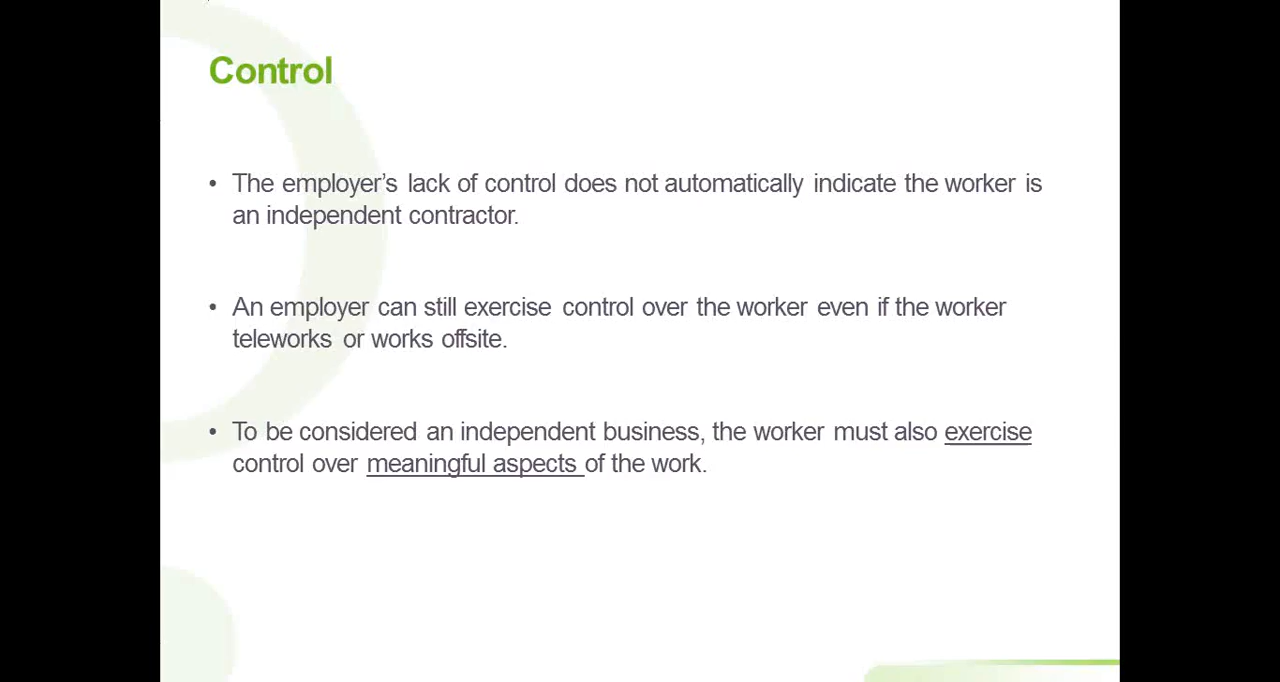 Control
• The employer's lack of control does not automatically indicate the worker is
an independent contractor.
• An employer can still exercise control over the worker even if the worker
teleworks or works offsite.
• To be considered an independent business, the worker must also exercise
control over meaningful aspects of the work.